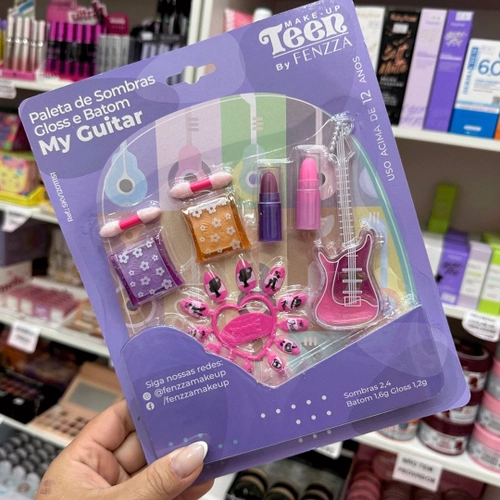 MAKE-UP
Teen
By FENZZA
Paleta de Sombras
Gloss e Batom
My Guitar
USO ACIMA DE 12 ANOS
Siga nossas redes:
@fenzzamakeup
/fenzzamakeup
Sombras 2,4
Batom 1,6g Gloss 1,2g